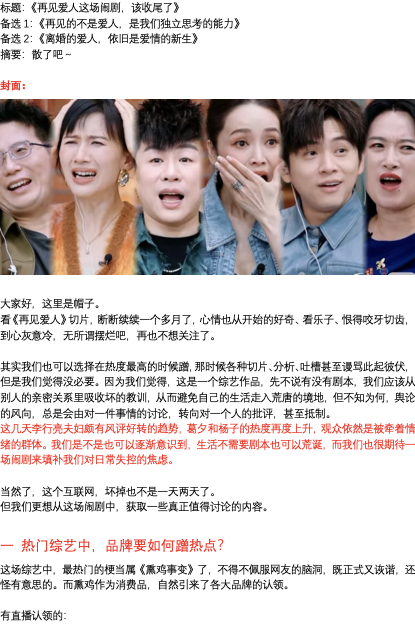 标题：《再见爱人这场闹剧，该收尾了》
备选1：《再见的不是爱人，是我们独立思考的能力》
备选2：《离婚的爱人，依旧是爱情的新生》
摘要：散了吧～
封面：
大家好，这里是帽子。
看《再见爱人》切片，断断续续一个多月了，心情也从开始的好奇、看乐子、恨得咬牙切齿，
到心灰意冷，无所谓摆烂吧，再也不想关注了。
其实我们也可以选择在热度最高的时候蹭，那时候各种切片、分析、吐槽甚至谩骂此起彼伏，
但是我们觉得没必要。因为我们觉得，这是一个综艺作品，先不说有没有剧本，我们应该从
别人的亲密关系里吸收坏的教训，从而避免自己的生活走入荒唐的境地，但不知为何，舆论
的风向，总是会由对一件事情的讨论，转向对一个人的批评，甚至抵制。
这几天李行亮夫妇颇有风评好转的趋势，葛夕和杨子的热度再度上升，观众依然是被牵着情
绪的群体。我们是不是也可以逐渐意识到，生活不需要剧本也可以荒诞，而我们也很期待一
场闹剧来填补我们对日常失控的焦虑。
当然了，这个互联网，坏掉也不是一天两天了。
但我们更想从这场闹剧中，获取一些真正值得讨论的内容。
一 热门综艺中，品牌要如何蹭热点？
这场综艺中，最热门的梗当属《熏鸡事变》了，不得不佩服网友的脑洞，既正式又诙谐，还
怪有意思的。而熏鸡作为消费品，自然引来了各大品牌的认领。
有直播认领的：